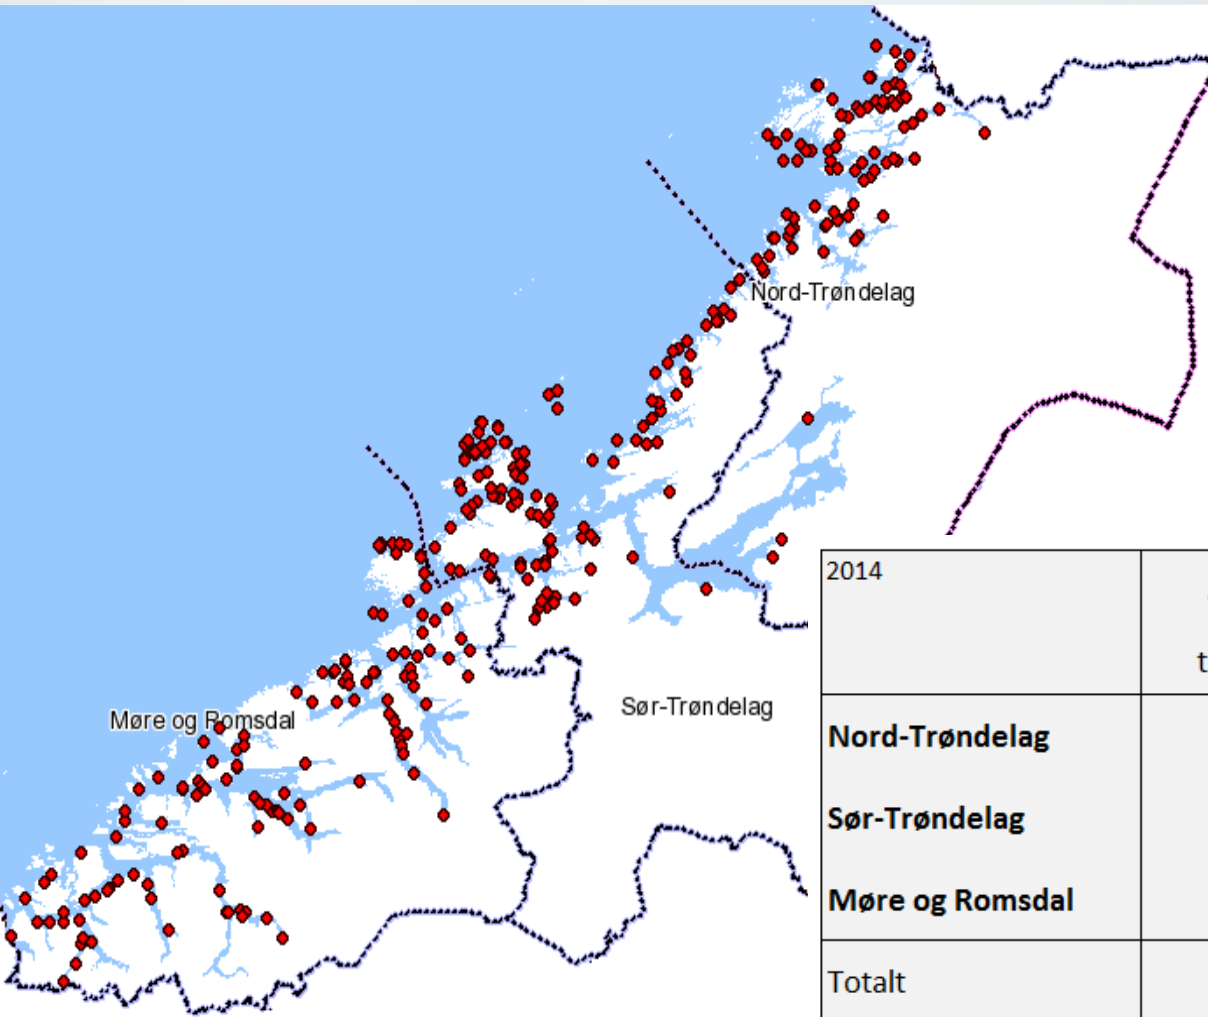 Nord-Trøndelag
Møre og Romsdal
Sør-Trøndelag
2014
t
Nord-Trøndelag
Sør-Trøndelag
Møre og Romsdal
Totalt